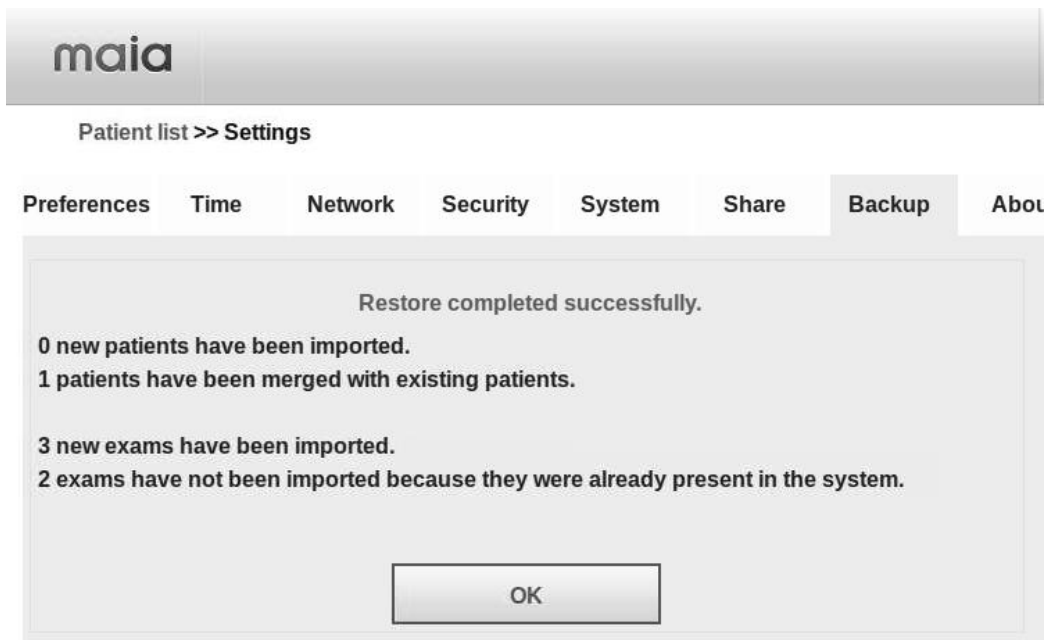 maia
Patient list >> Settings
Preferences Time Network Security System Share Backup Abou
Restore completed successfully.
0 new patients have been imported.
1 patients have been merged with existing patients.
3 new exams have been imported.
2 exams have not been imported because they were already present in the system.
OK